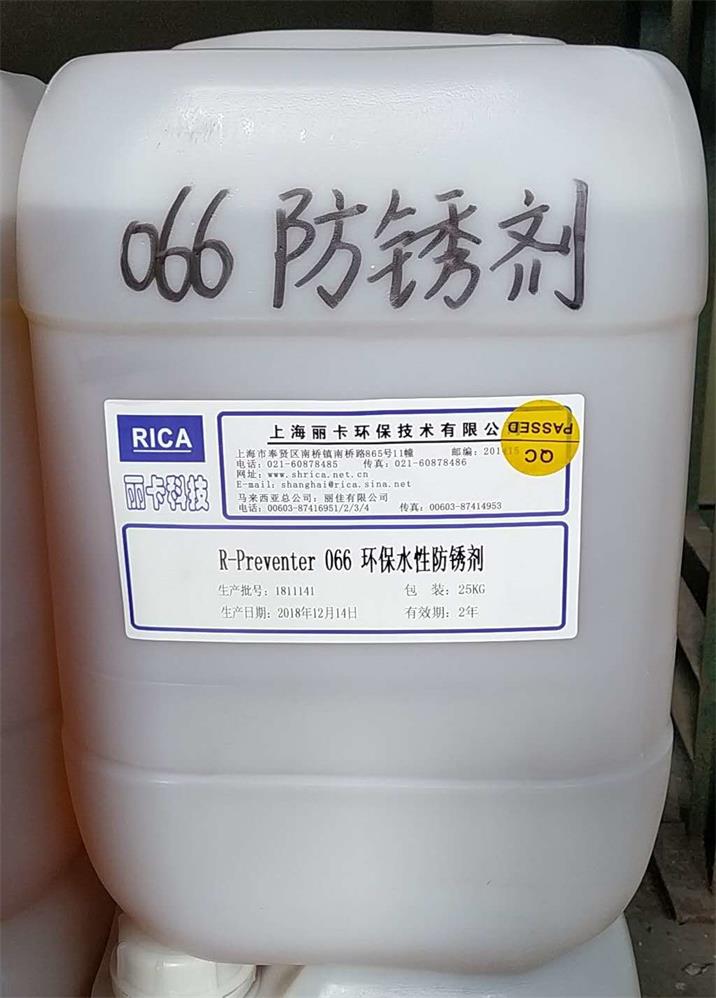 066 防锈剂
RICA
丽卡科技
上海丽卡环保技术有限公
QC PASSED
上海市奉贤区南桥镇南桥路865号11幢 邮编：201415
电话：021-60878485 传真：021-60878486
网址：www.shrica.net.cn
E-mail：shanghai@rica.sina.net
马来西亚总公司：丽佳有限公司
电话：00603-87416951/2/3/4 传真：00603-87414953
R-Preventer 066 环保水性防锈剂
生产批号：1811141 包 装：25KG
生产日期：2018年12月14日 有效期：2年